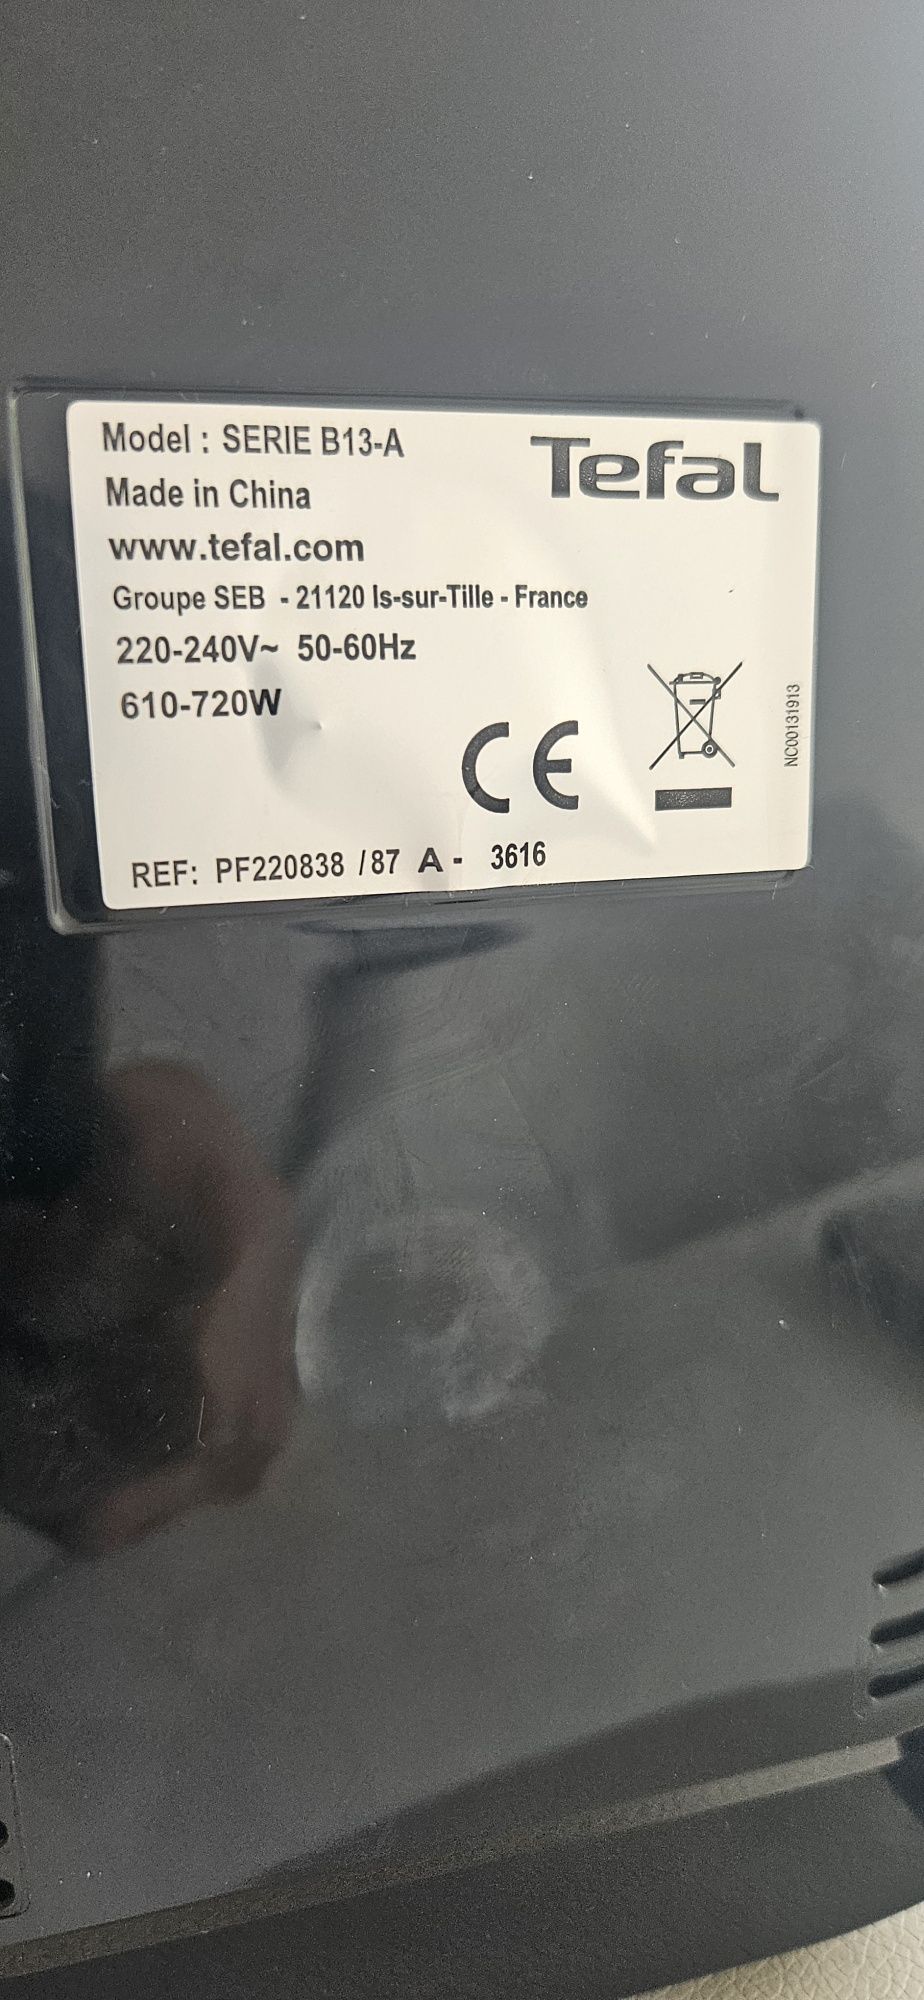 Model : SERIE B13-A
Tefal
Made in China
www.tefal.com
Groupe SEB - 21120 Is-sur-Tille - France
220-240V~ 50-60Hz
610-720W
CE
NC00131913
REF: PF220838 /87 A - 3616